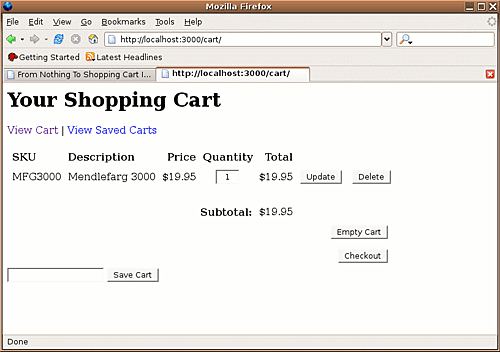 Mozilla Firefox
File Edit View Go Bookmarks Tools Help
http://localhost:3000/cart/
Getting Started Latest Headlines
From Nothing To Shopping Cart I... http://localhost:3000/cart/
Your Shopping Cart
View Cart | View Saved Carts
SKU Description Price Quantity Total
MFG3000 Mendlefarg 3000 $19.95 1 $19.95 Update Delete
Subtotal: $19.95
Empty Cart
Checkout
Save Cart
Done